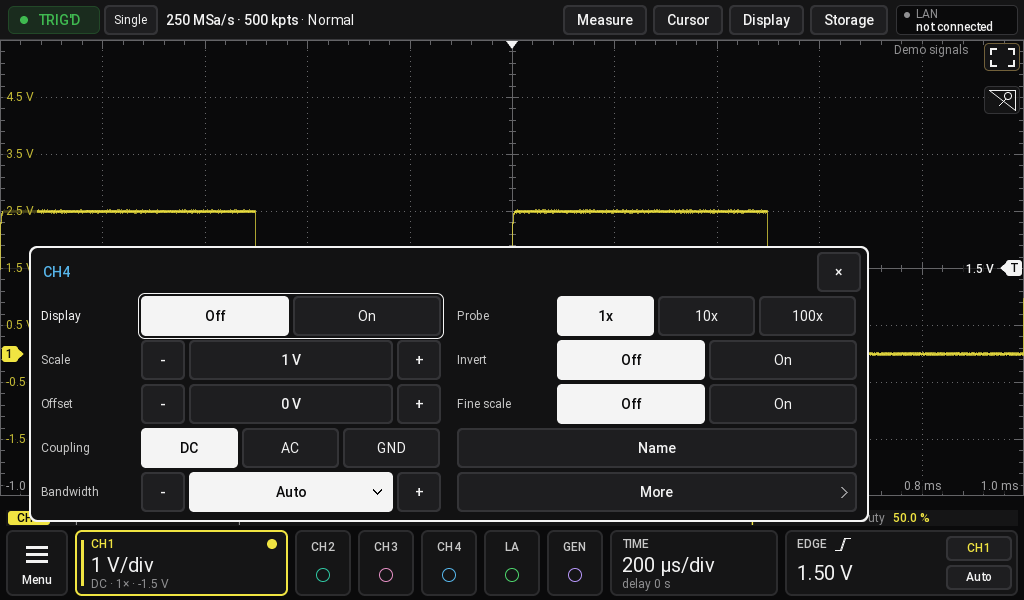 TRIG'D
Single
250 MSa/s · 500 kpts · Normal
Measure
Cursor
Display
Storage
LAN
not connected
Demo signals
4.5 V
3.5 V
2.5 V
1.5 V
1.5 V
T
0.5 V
1
-0.5
-1.5
-1.0
0.8 ms
1.0 ms
CH4
×
Display
Off
On
Probe
1x
10x
100x
Scale
-
1 V
+
Invert
Off
On
Offset
-
0 V
+
Fine scale
Off
On
Coupling
DC
AC
GND
Name
Bandwidth
-
Auto
+
More
50.0 %
Menu
CH1
1 V/div
DC · 1× · -1.5 V
CH2
CH3
CH4
LA
GEN
TIME
200 µs/div
delay 0 s
EDGE
1.50 V
CH1
Auto